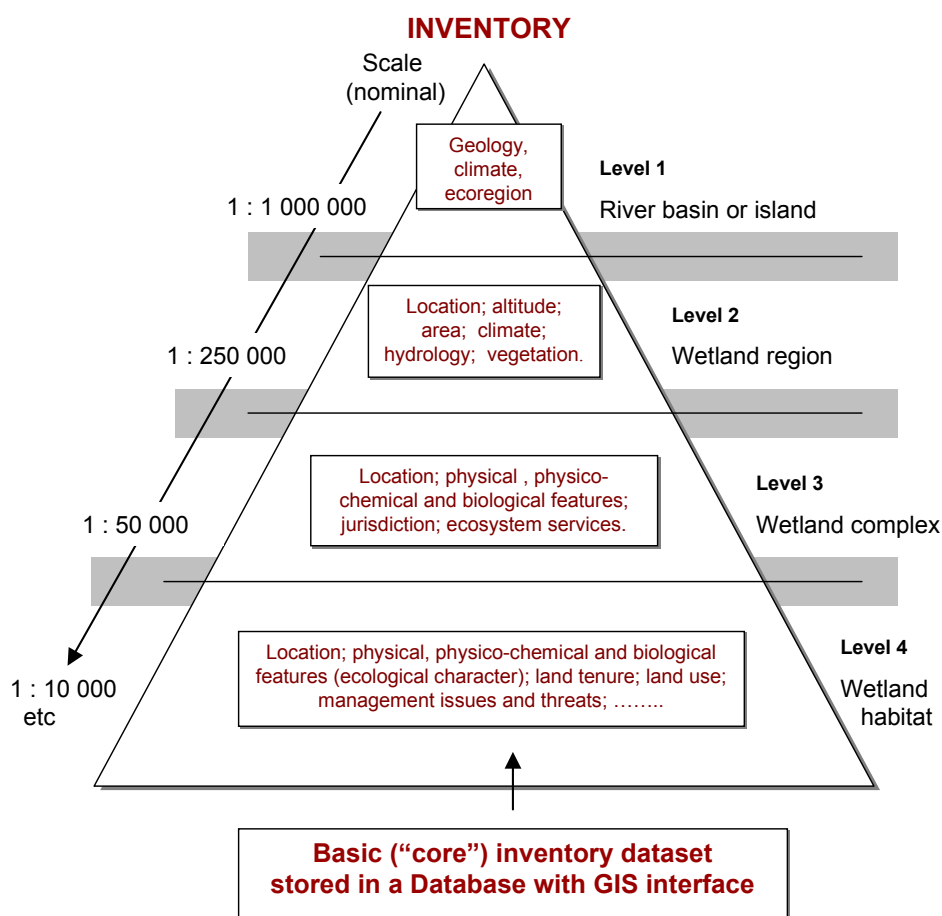 INVENTORY
Scale
(nominal)
Geology,
climate,
ecoregion
Level 1
1 : 1 000 000
River basin or island
Location; altitude;
area; climate;
hydrology; vegetation.
Level 2
1 : 250 000
Wetland region
Location; physical , physico-
chemical and biological features;
jurisdiction; ecosystem services.
Level 3
1 : 50 000
Wetland complex
Location; physical, physico-chemical and biological
features (ecological character); land tenure; land use;
management issues and threats; ……..
Level 4
1 : 10 000
etc
Wetland
habitat
Basic (“core”) inventory dataset
stored in a Database with GIS interface